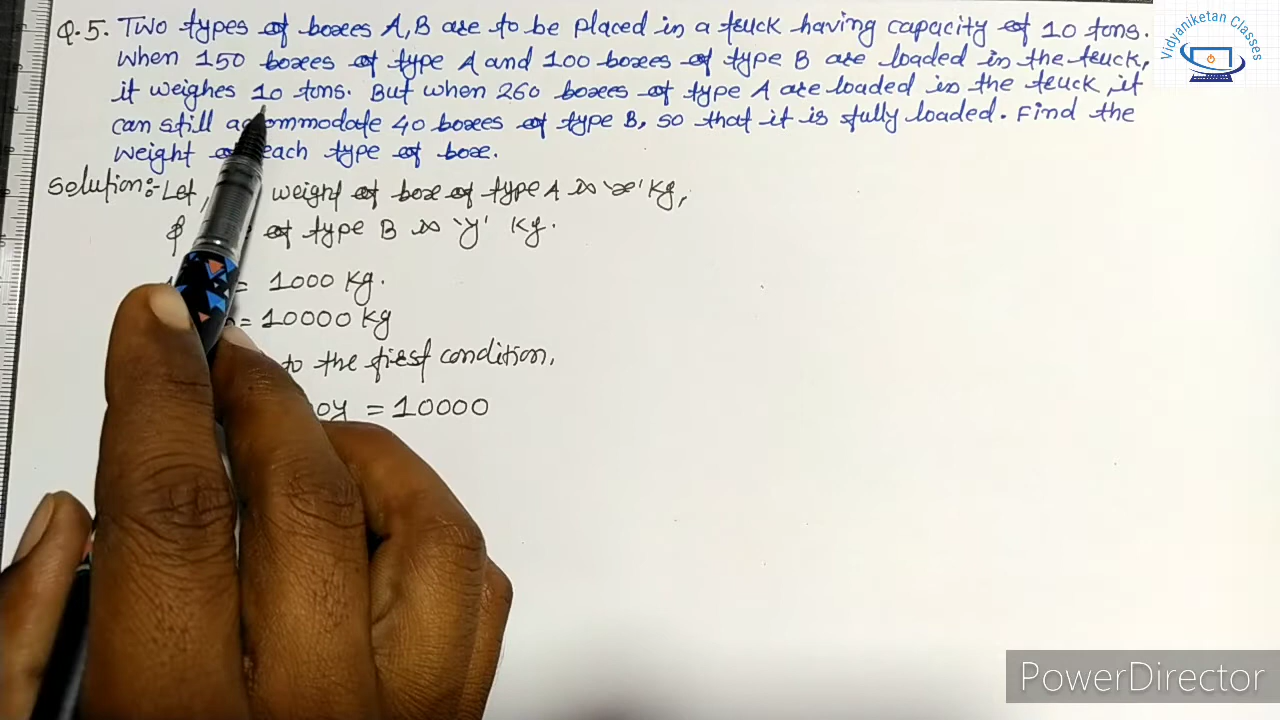 Q.5. Two types of boxes A, B are to be placed in a truck having capacity of 10 tons.
When 150 boxes of type A and 100 boxes of type B are loaded in the truck,
it weighes 10 tons. But when 260 boxes of type A are loaded in the truck, it
can still accommodate 40 boxes of type B, so that it is fully loaded. Find the
weight each type of box.
Solution:- Let, weight of box of type A is 'x' Kg,
& of type B is 'y' Kg.
= 1000 Kg.
= 10000 Kg
to the first condition,
00y = 10000
Vidyaniketan Classes
PowerDirector